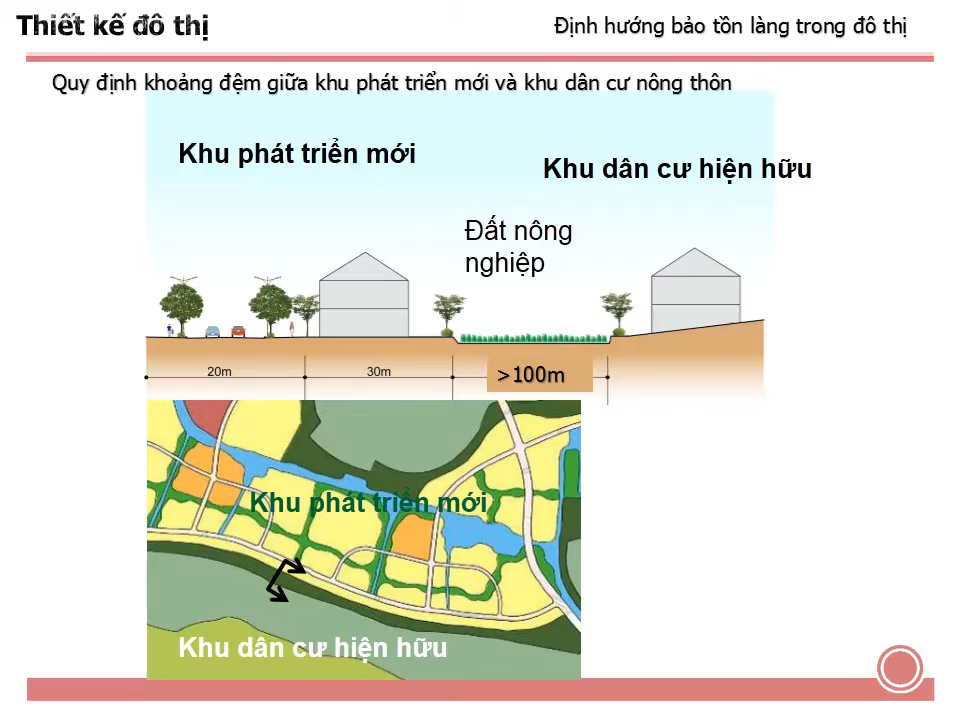 Thiết kế đô thị
Định hướng bảo tồn làng trong đô thị
Quy định khoảng đệm giữa khu phát triển mới và khu dân cư nông thôn
Khu phát triển mới
Khu dân cư hiện hữu
Đất nông
nghiệp
20m
30m
>100m
Khu phát triển mới
Khu dân cư hiện hữu